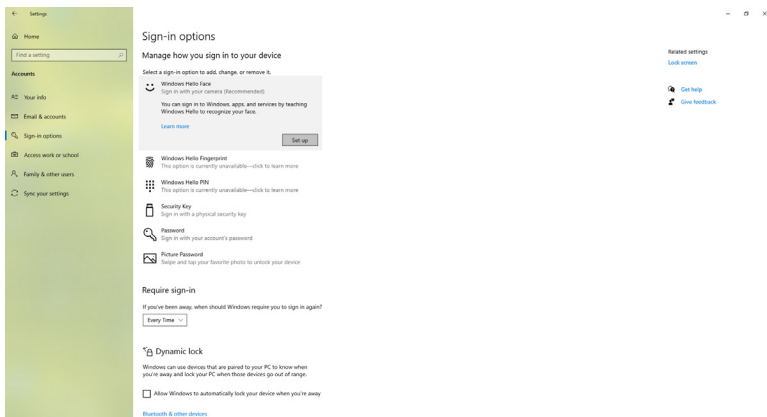 Settings
Home
Find a setting
Accounts
Your info
Email & accounts
Sign-in options
Access work or school
Family & other users
Sync your settings
Sign-in options
Manage how you sign in to your device
Select a sign-in option to add, change, or remove it.
Windows Hello Face
Sign in with your camera (Recommended)
You can sign in to Windows, apps, and services by teaching
Windows Hello to recognize your face.
Learn more
Set up
Windows Hello Fingerprint
This option is currently unavailable—click to learn more
Windows Hello PIN
This option is currently unavailable—click to learn more
Security Key
Sign in with a physical security key
Password
Sign in with your account's password
Picture Password
Swipe and tap your favorite photo to unlock your device
Require sign-in
If you've been away, when should Windows require you to sign in again?
Every Time
Dynamic lock
Windows can use devices that are paired to your PC to know when
you're away and lock your PC when those devices go out of range.
Allow Windows to automatically lock your device when you're away
Bluetooth & other devices
Related settings
Lock screen
Get help
Give feedback